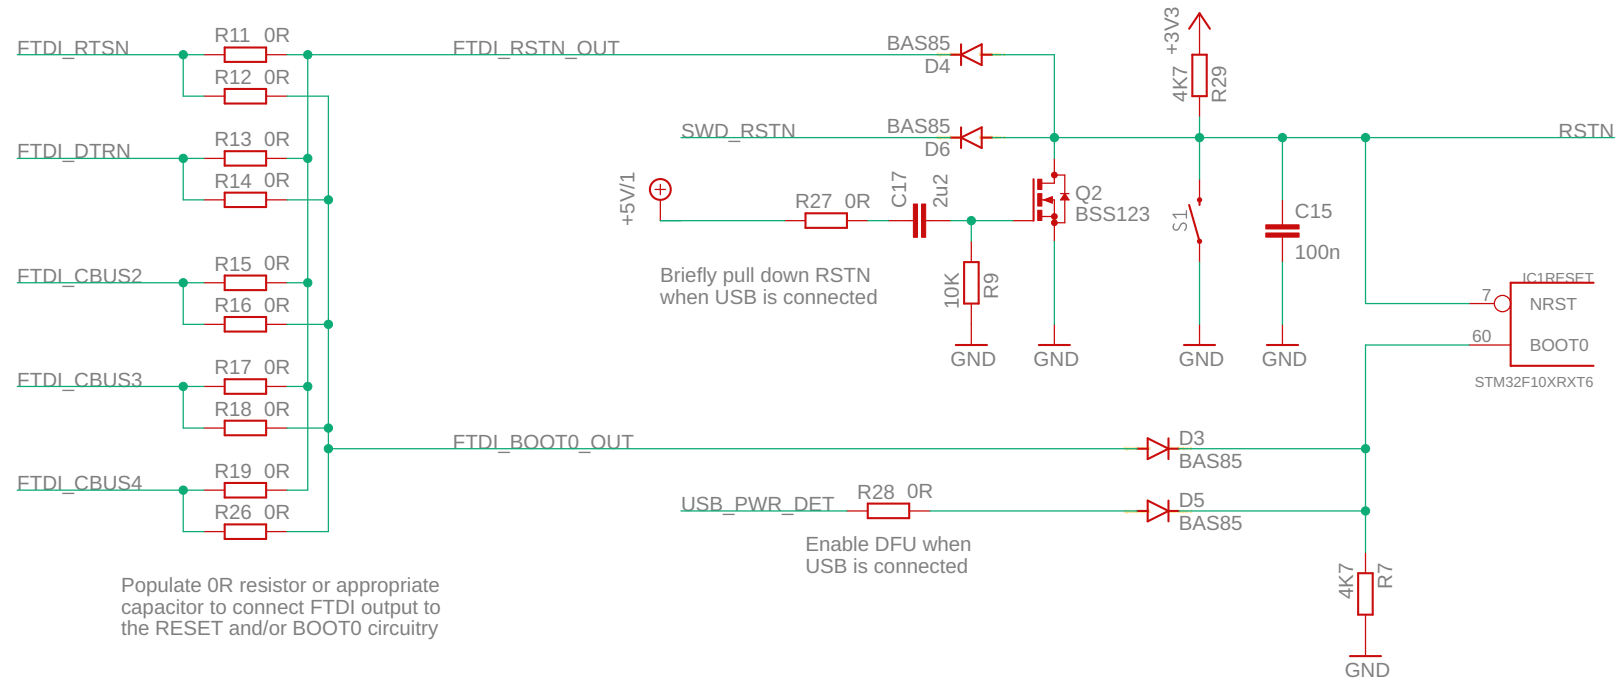 FTDI_RTSN
R11 0R
R12 0R
FTDI_RSTN_OUT
BAS85
D4
+3V3
4K7
R29
FTDI_DTRN
R13 0R
R14 0R
SWD_RSTN
BAS85
D6
RSTN
+5V/1
R27 0R
C17
2u2
Q2
BSS123
S1
C15
100n
FTDI_CBUS2
R15 0R
R16 0R
Briefly pull down RSTN
when USB is connected
10K
R9
GND
GND
GND
GND
IC1RESET
7
NRST
60
BOOT0
STM32F10XRXT6
FTDI_CBUS3
R17 0R
R18 0R
FTDI_BOOT0_OUT
D3
BAS85
FTDI_CBUS4
R19 0R
R26 0R
USB_PWR_DET
R28 0R
D5
BAS85
Enable DFU when
USB is connected
4K7
R7
GND
Populate 0R resistor or appropriate
capacitor to connect FTDI output to
the RESET and/or BOOT0 circuitry